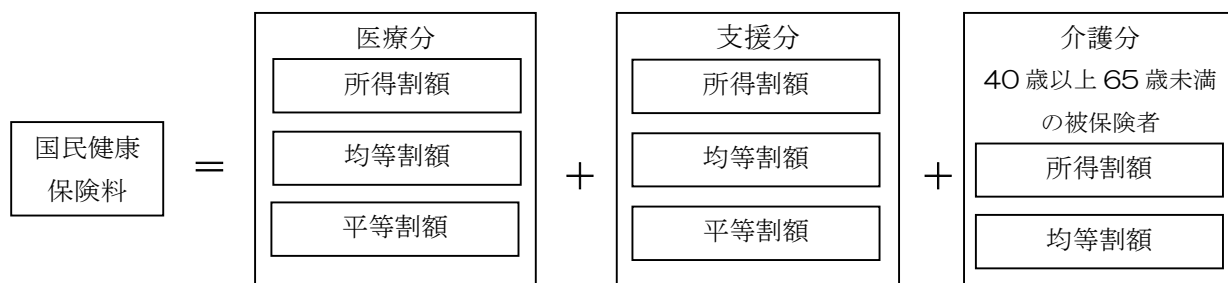 国民健康
保険料
＝
医療分
所得割額
均等割額
平等割額
＋
支援分
所得割額
均等割額
平等割額
＋
介護分
40歳以上65歳未満
の被保険者
所得割額
均等割額